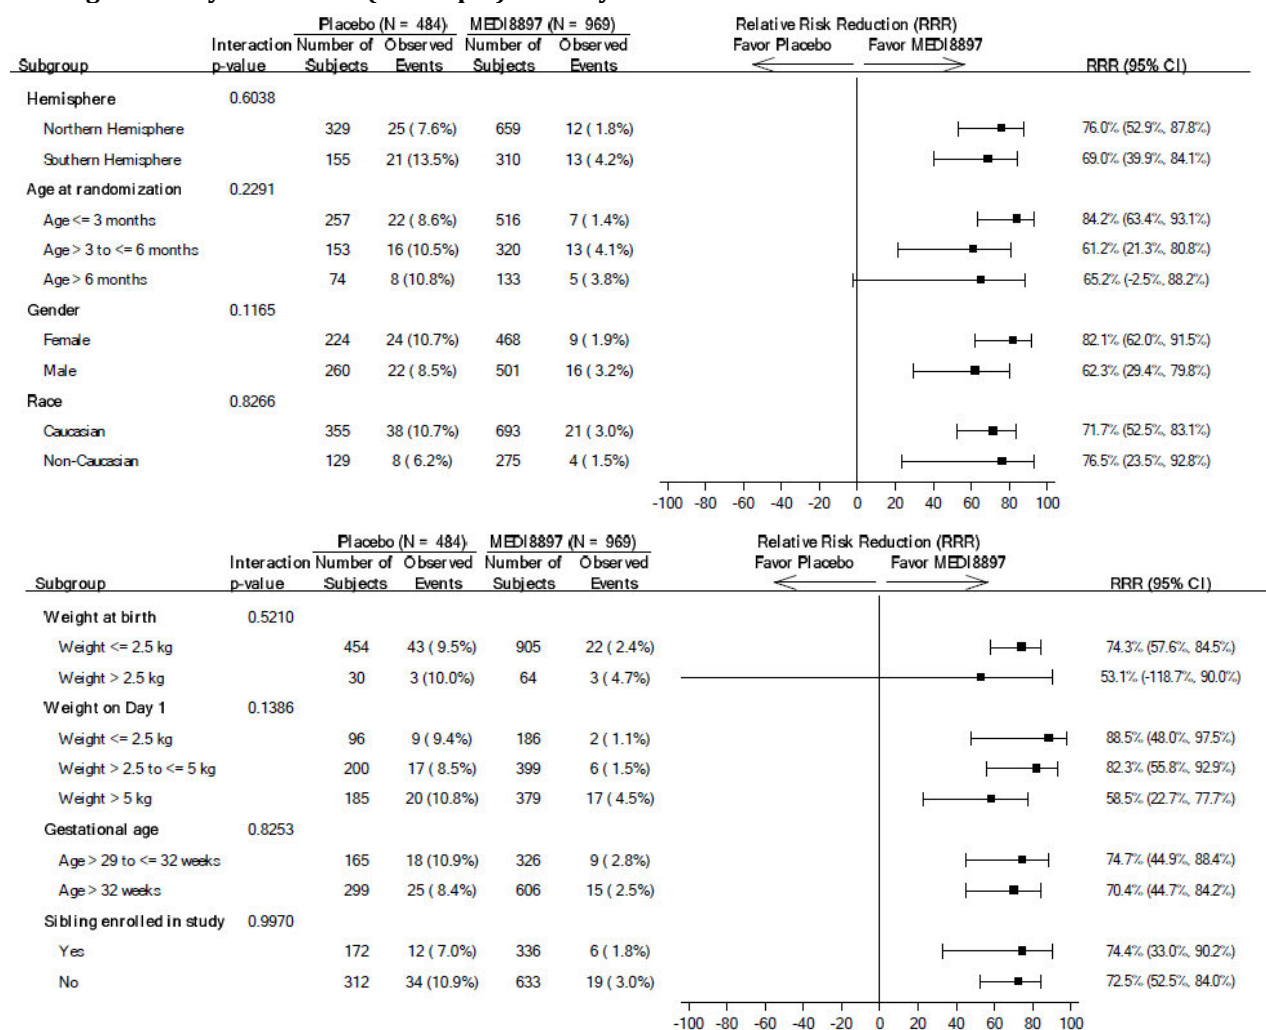 Placebo (N = 484) MEDI8897 (N = 969) Relative Risk Reduction (RRR)
Interaction Number of Observed Number of Observed Favor Placebo Favor MEDI8897
Subgroup p-value Subjects Events Subjects Events RRR (95% CI)
Hemisphere 0.6038
Northern Hemisphere 329 25 ( 7.6%) 659 12 ( 1.8%) 76.0% (52.9%, 87.8%)
Southern Hemisphere 155 21 (13.5%) 310 13 ( 4.2%) 69.0% (39.9%, 84.1%)
Age at randomization 0.2291
Age <= 3 months 257 22 ( 8.6%) 516 7 ( 1.4%) 84.2% (63.4%, 93.1%)
Age > 3 to <= 6 months 153 16 (10.5%) 320 13 ( 4.1%) 61.2% (21.3%, 80.8%)
Age > 6 months 74 8 (10.8%) 133 5 ( 3.8%) 65.2% (-2.5%, 88.2%)
Gender 0.1165
Female 224 24 (10.7%) 468 9 ( 1.9%) 82.1% (62.0%, 91.5%)
Male 260 22 ( 8.5%) 501 16 ( 3.2%) 62.3% (29.4%, 79.8%)
Race 0.8266
Caucasian 355 38 (10.7%) 693 21 ( 3.0%) 71.7% (52.5%, 83.1%)
Non-Caucasian 129 8 ( 6.2%) 275 4 ( 1.5%) 76.5% (23.5%, 92.8%)
-100 -80 -60 -40 -20 0 20 40 60 80 100
Placebo (N = 484) MEDI8897 (N = 969) Relative Risk Reduction (RRR)
Interaction Number of Observed Number of Observed Favor Placebo Favor MEDI8897
Subgroup p-value Subjects Events Subjects Events RRR (95% CI)
Weight at birth 0.5210
Weight <= 2.5 kg 454 43 ( 9.5%) 905 22 ( 2.4%) 74.3% (57.6%, 84.5%)
Weight > 2.5 kg 30 3 (10.0%) 64 3 ( 4.7%) 53.1% (-118.7%, 90.0%)
Weight on Day 1 0.1386
Weight <= 2.5 kg 96 9 ( 9.4%) 186 2 ( 1.1%) 88.5% (48.0%, 97.5%)
Weight > 2.5 to <= 5 kg 200 17 ( 8.5%) 399 6 ( 1.5%) 82.3% (55.8%, 92.9%)
Weight > 5 kg 185 20 (10.8%) 379 17 ( 4.5%) 58.5% (22.7%, 77.7%)
Gestational age 0.8253
Age > 29 to <= 32 weeks 165 18 (10.9%) 326 9 ( 2.8%) 74.7% (44.9%, 88.4%)
Age > 32 weeks 299 25 ( 8.4%) 606 15 ( 2.5%) 70.4% (44.7%, 84.2%)
Sibling enrolled in study 0.9970
Yes 172 12 ( 7.0%) 336 6 ( 1.8%) 74.4% (33.0%, 90.2%)
No 312 34 (10.9%) 633 19 ( 3.0%) 72.5% (52.5%, 84.0%)
-100 -80 -60 -40 -20 0 20 40 60 80 100